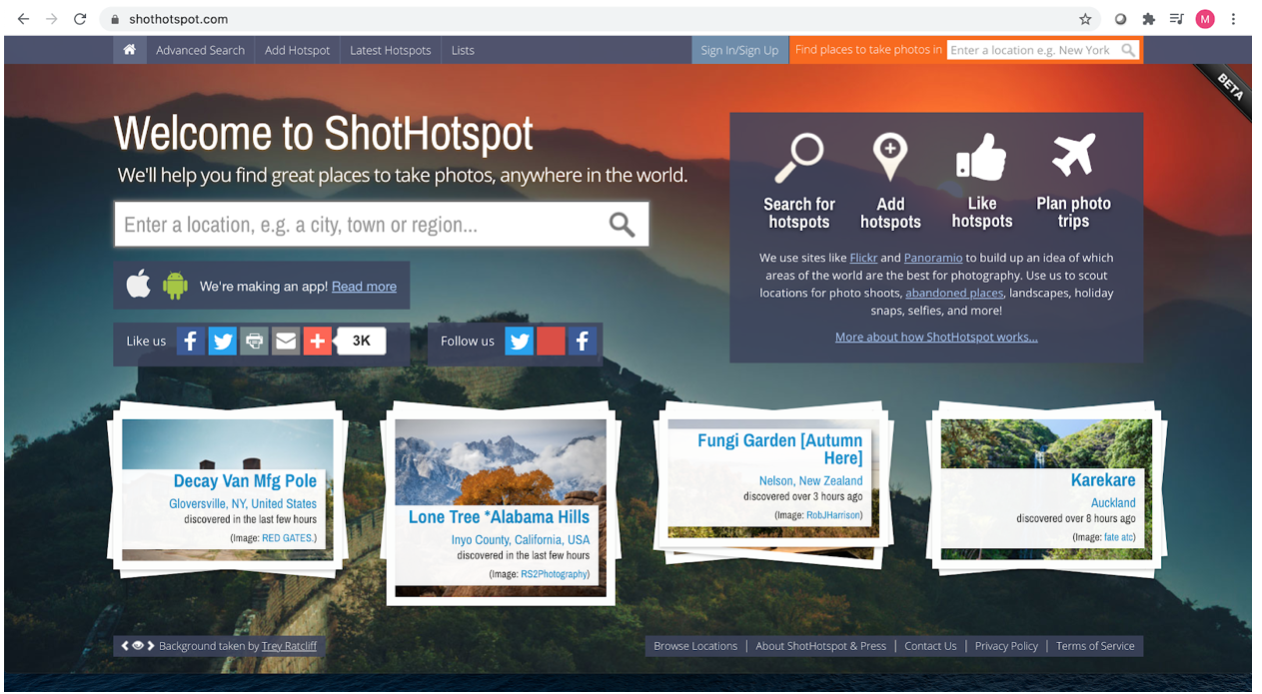 shothotspot.com
M
Advanced Search
Add Hotspot
Latest Hotspots
Lists
Sign In/Sign Up
Find places to take photos in
Enter a location e.g. New York
BETA
Welcome to ShotHotspot
We'll help you find great places to take photos, anywhere in the world.
Enter a location, e.g. a city, town or region...
We're making an app! Read more
Like us
3K
Follow us
Search for
hotspots
Add
hotspots
Like
hotspots
Plan photo
trips
We use sites like Flickr and Panoramio to build up an idea of which
areas of the world are the best for photography. Use us to scout
locations for photo shoots, abandoned places, landscapes, holiday
snaps, selfies, and more!
More about how ShotHotspot works...
Decay Van Mfg Pole
Gloversville, NY, United States
discovered in the last few hours
(Image: RED GATES.)
Lone Tree *Alabama Hills
Inyo County, California, USA
discovered in the last few hours
(Image: RS2Photography)
Fungi Garden [Autumn
Here]
Nelson, New Zealand
discovered over 3 hours ago
(Image: RobJHarrison)
Karekare
Auckland
discovered over 8 hours ago
(Image: fate atc)
Background taken by Trey Ratcliff
Browse Locations | About ShotHotspot & Press | Contact Us | Privacy Policy | Terms of Service